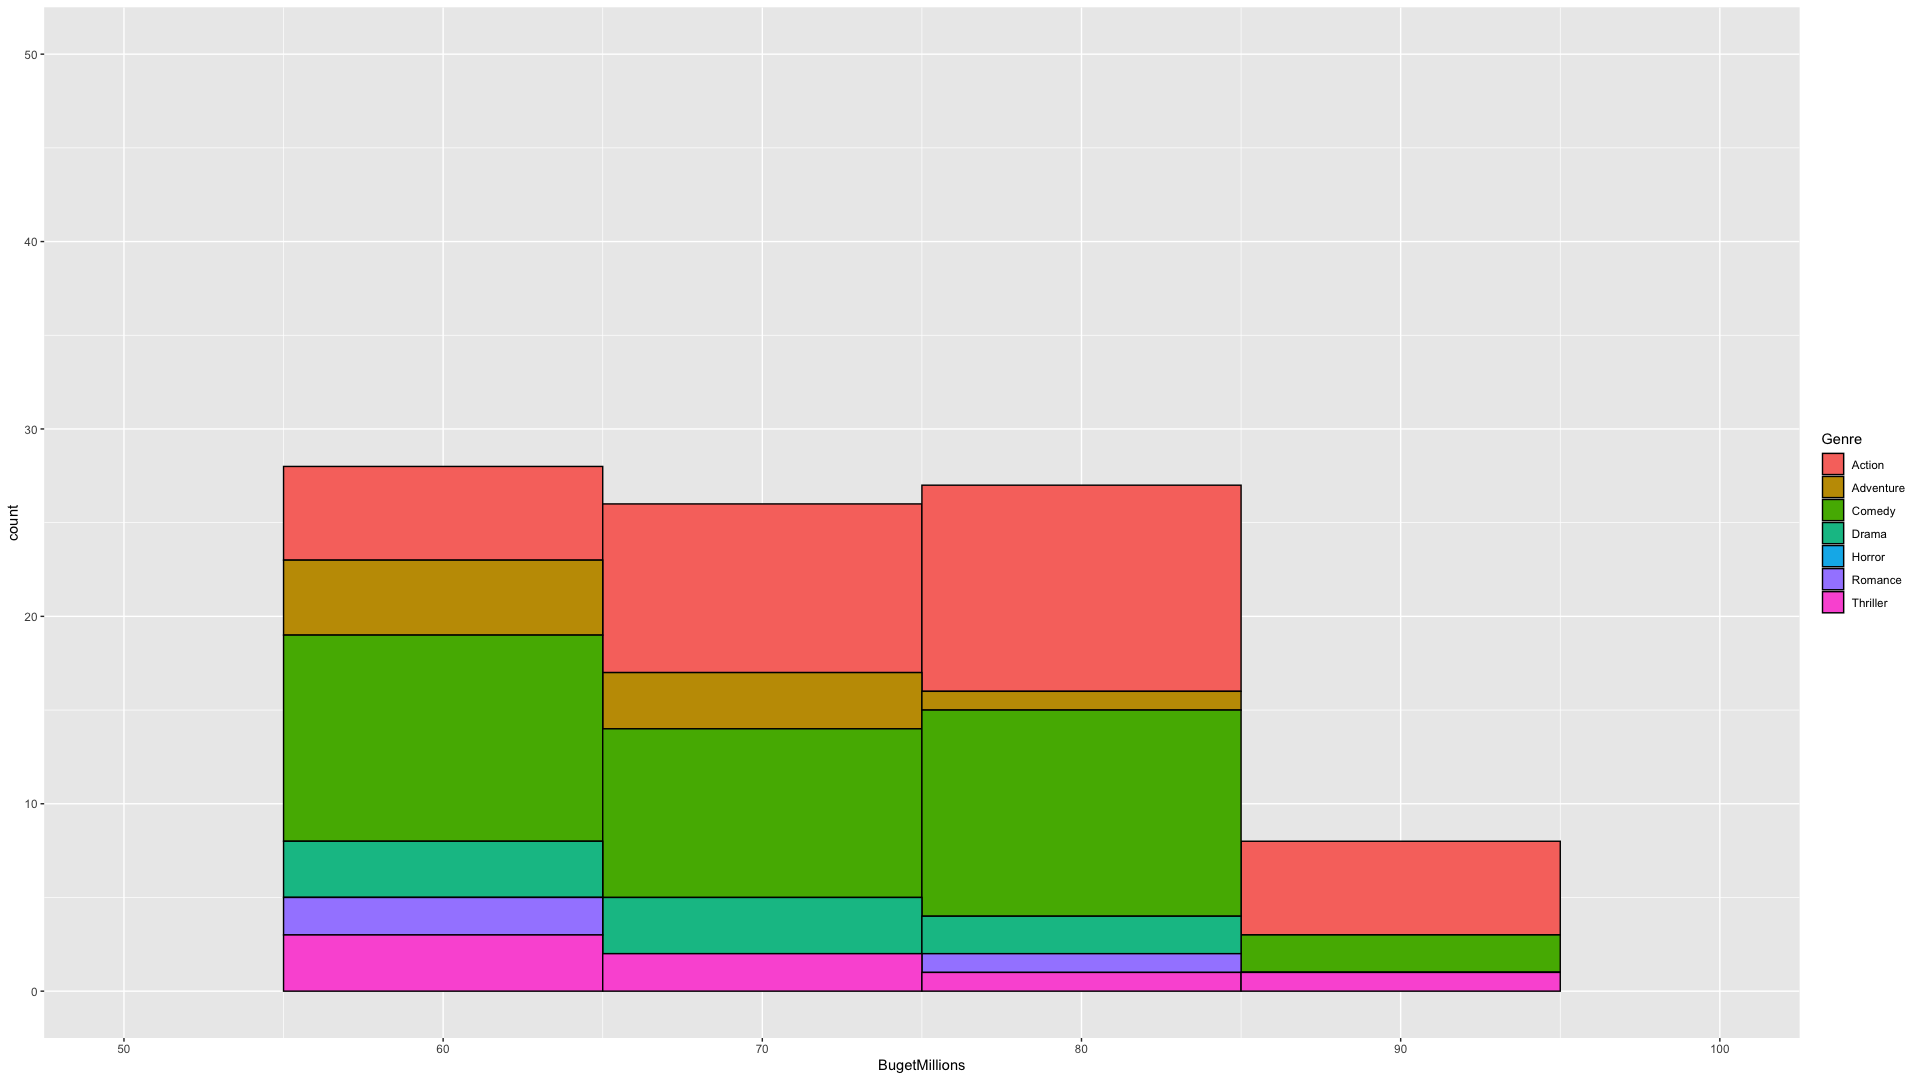 50
40
30
20
10
0
count
50 60 70 80 90 100
BugetMillions
Genre
Action
Adventure
Comedy
Drama
Horror
Romance
Thriller